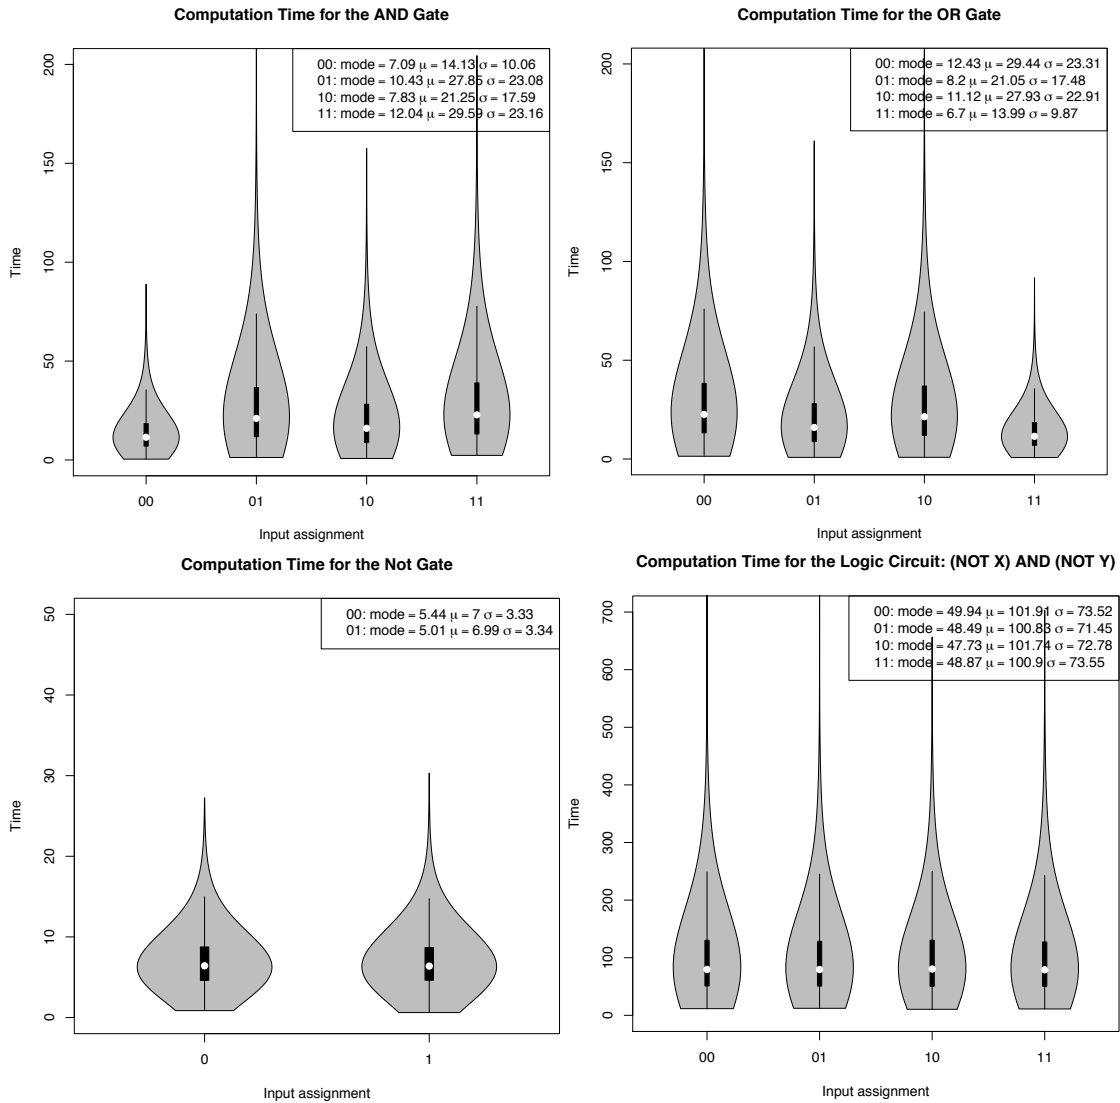 Computation Time for the AND Gate
00: mode = 7.09 μ = 14.13 σ = 10.06
01: mode = 10.43 μ = 27.85 σ = 23.08
10: mode = 7.83 μ = 21.25 σ = 17.59
11: mode = 12.04 μ = 29.59 σ = 23.16
Time
0
50
100
150
200
00 01 10 11
Input assignment
Computation Time for the OR Gate
00: mode = 12.43 μ = 29.44 σ = 23.31
01: mode = 8.2 μ = 21.05 σ = 17.48
10: mode = 11.12 μ = 27.93 σ = 22.91
11: mode = 6.7 μ = 13.99 σ = 9.87
Time
0
50
100
150
200
00 01 10 11
Input assignment
Computation Time for the Not Gate
00: mode = 5.44 μ = 7 σ = 3.33
01: mode = 5.01 μ = 6.99 σ = 3.34
Time
0
10
20
30
40
50
0 1
Input assignment
Computation Time for the Logic Circuit: (NOT X) AND (NOT Y)
00: mode = 49.94 μ = 101.91 σ = 73.52
01: mode = 48.49 μ = 100.83 σ = 71.45
10: mode = 47.73 μ = 101.74 σ = 72.78
11: mode = 48.87 μ = 100.9 σ = 73.55
Time
0
100
200
300
400
500
600
700
00 01 10 11
Input assignment